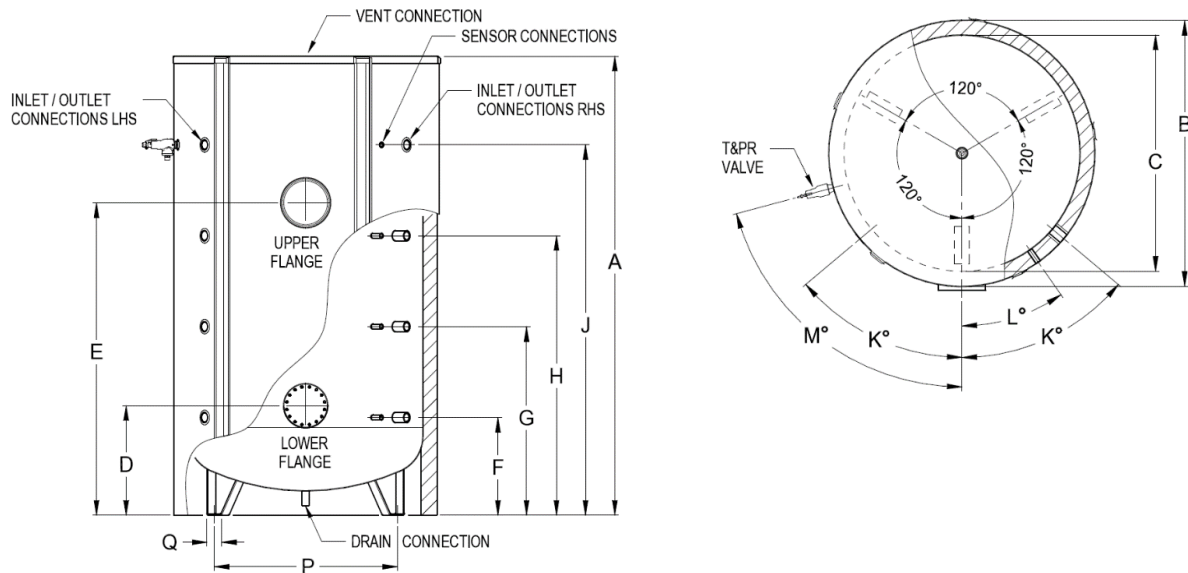 VENT CONNECTION
SENSOR CONNECTIONS
INLET / OUTLET
CONNECTIONS LHS
INLET / OUTLET
CONNECTIONS RHS
UPPER
FLANGE
LOWER
FLANGE
DRAIN CONNECTION
A
E
D
J
H
G
F
Q
P
T&PR
VALVE
120°
120°
120°
B
C
M°
K°
L°
K°